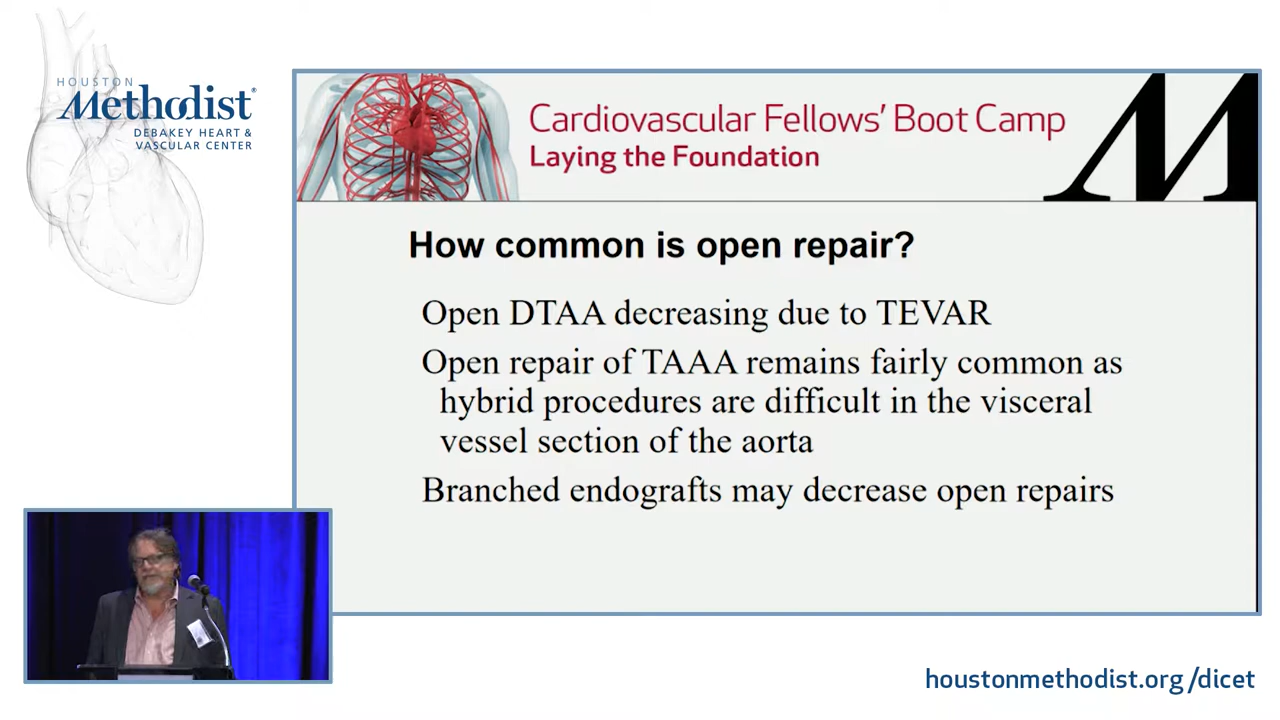 HOUSTON
Methodist®
DEBAKEY HEART &
VASCULAR CENTER
Cardiovascular Fellows' Boot Camp
Laying the Foundation
M
How common is open repair?
Open DTAA decreasing due to TEVAR
Open repair of TAAA remains fairly common as
hybrid procedures are difficult in the visceral
vessel section of the aorta
Branched endografts may decrease open repairs
houstonmethodist.org/dicet